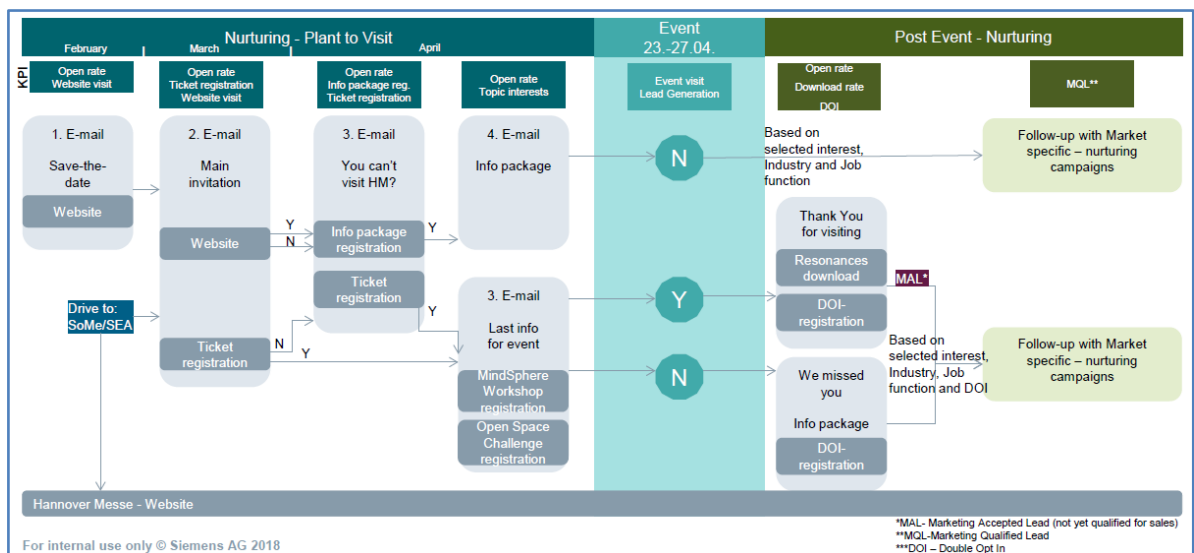 Nurturing - Plant to Visit
February
March
April
Event
23.-27.04.
Post Event - Nurturing
KPI
Open rate
Website visit
Open rate
Ticket registration
Website visit
Open rate
Info package reg.
Ticket registration
Open rate
Topic interests
Event visit
Lead Generation
Open rate
Download rate
DOI
MQL**
1. E-mail
Save-the-
date
Website
2. E-mail
Main
invitation
Website
Ticket
registration
3. E-mail
You can't
visit HM?
Info package
registration
Ticket
registration
4. E-mail
Info package
Y
N
Y
Y
N
Y
3. E-mail
Last info
for event
MindSphere
Workshop
registration
Open Space
Challenge
registration
Drive to:
SoMe/SEA
N
Y
N
Based on
selected interest,
Industry and Job
function
Follow-up with Market
specific – nurturing
campaigns
Thank You
for visiting
Resonances
download
DOI-
registration
MAL*
We missed
you
Info package
DOI-
registration
Based on
selected interest,
Industry, Job
function and DOI
Follow-up with Market
specific – nurturing
campaigns
Hannover Messe - Website
*MAL- Marketing Accepted Lead (not yet qualified for sales)
**MQL-Marketing Qualified Lead
***DOI – Double Opt In
For internal use only © Siemens AG 2018